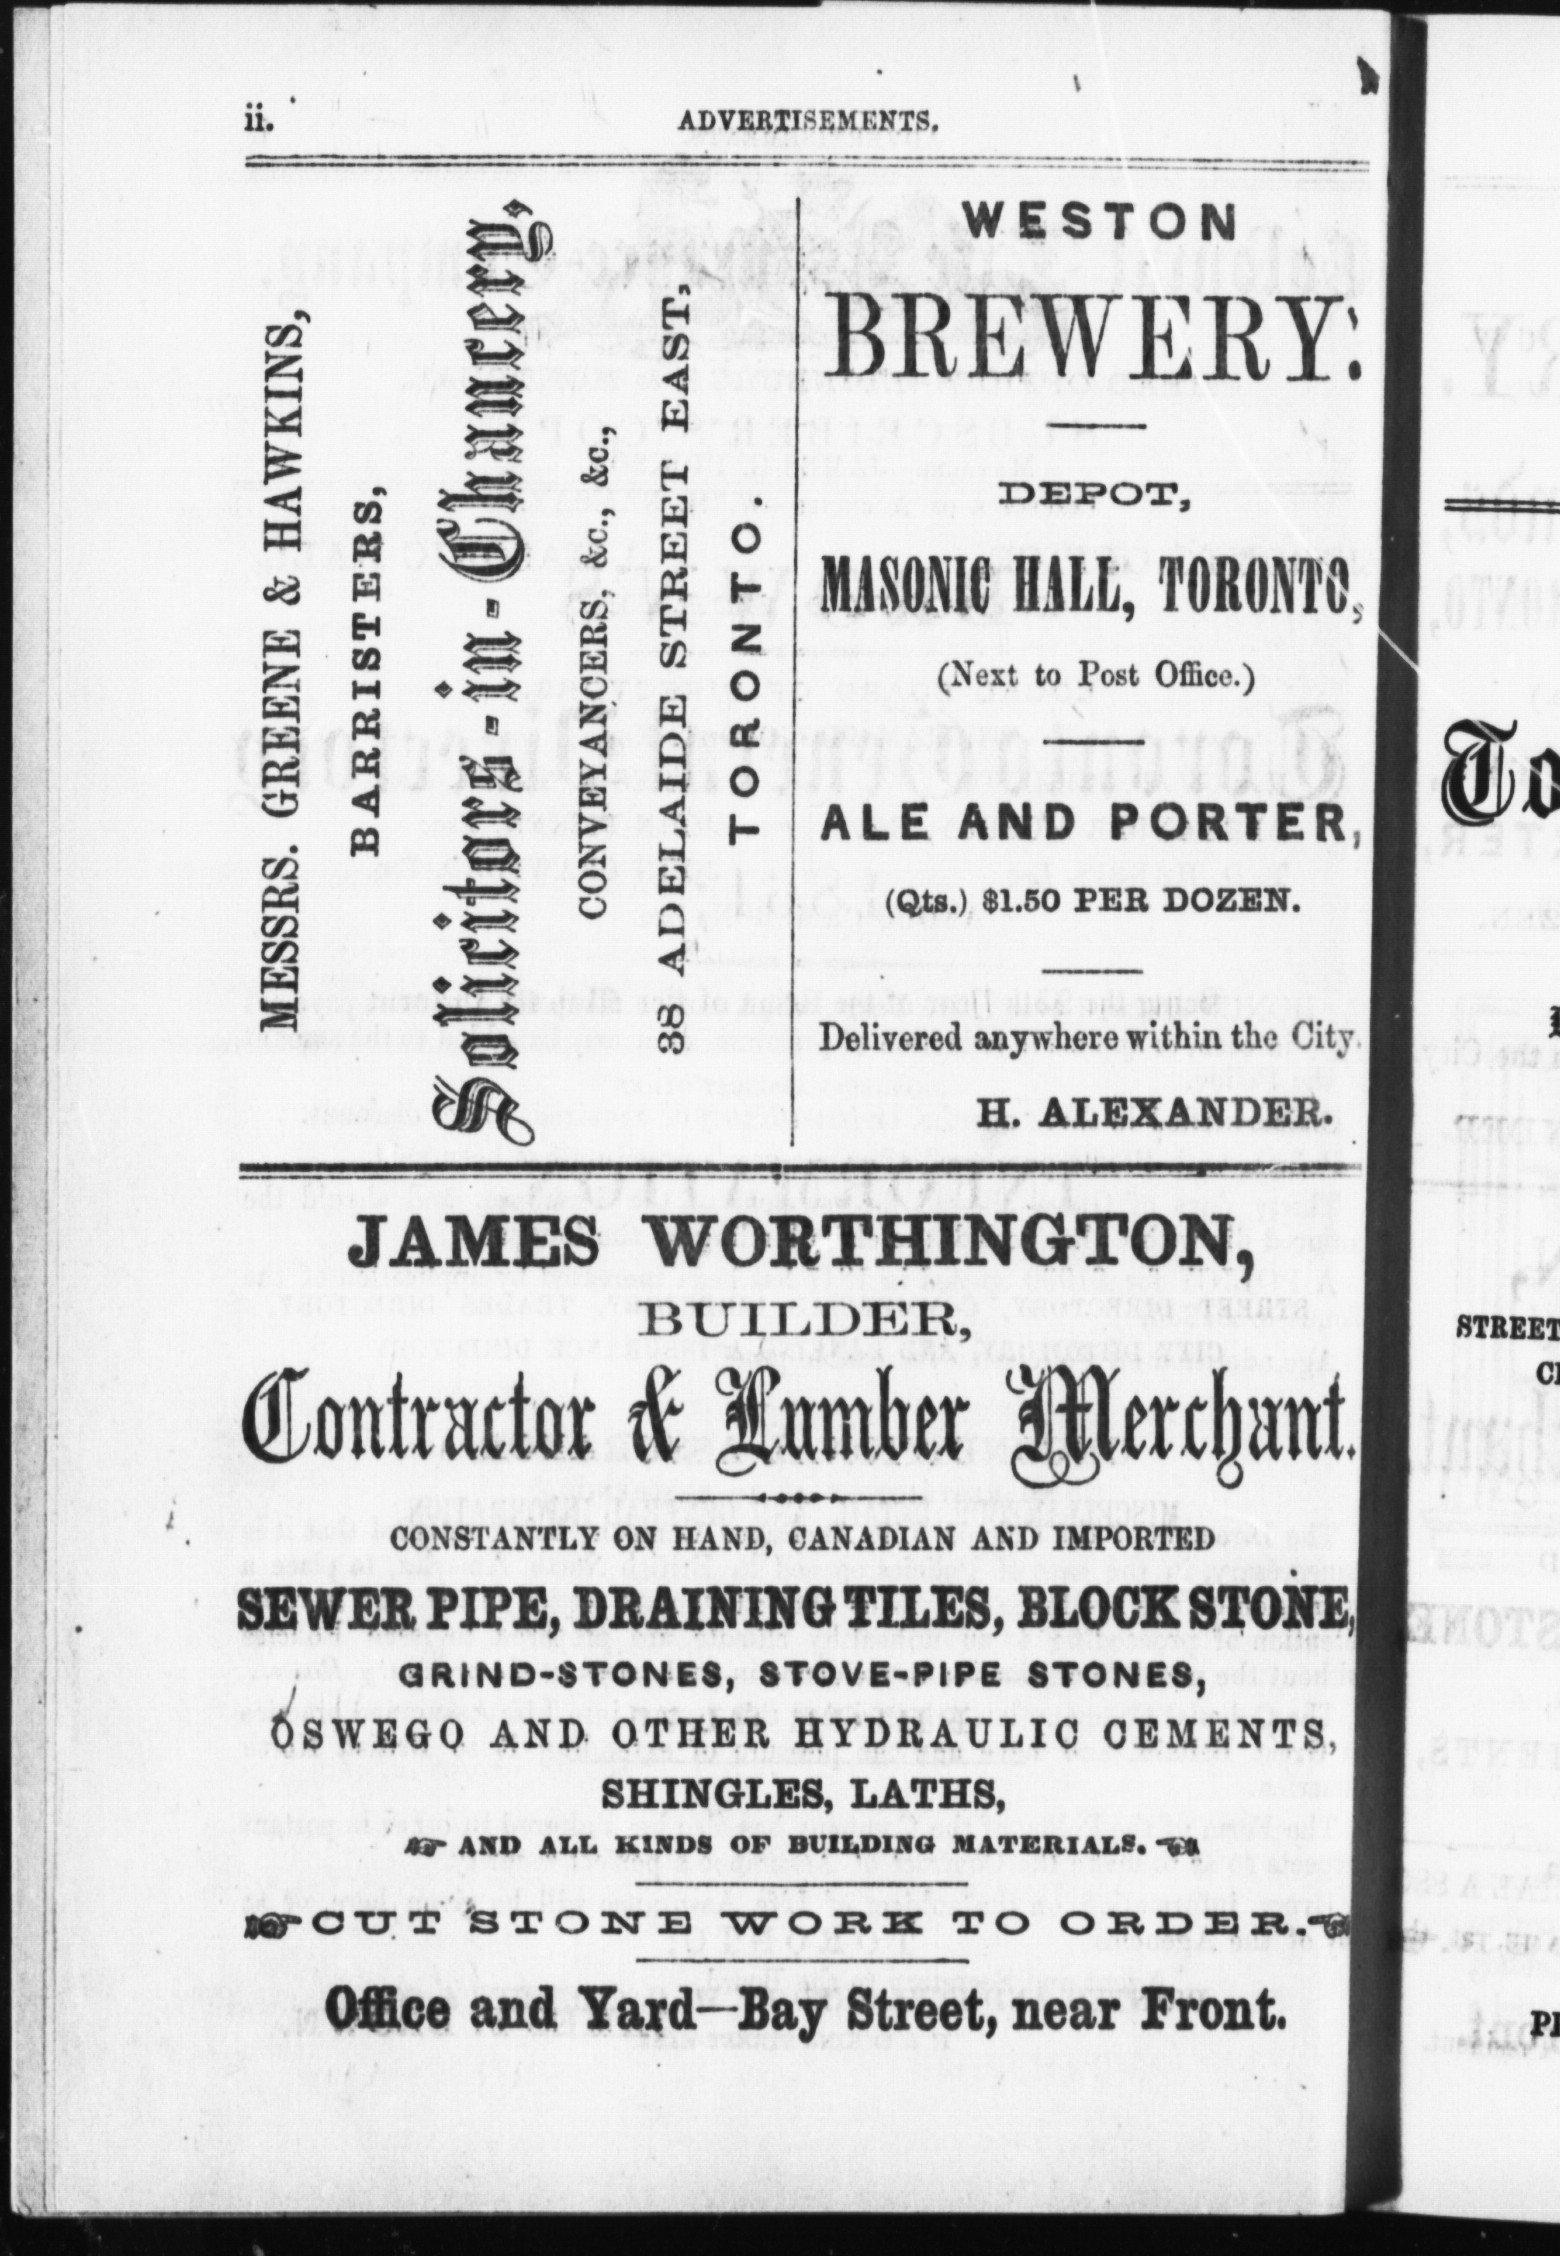 ii.
ADVERTISEMENTS.
MESSRS. GREENE & HAWKINS,
BARRISTERS,
Solicitors-in-Chancery,
CONVEYANCERS, &c., &c.,
38 ADELAIDE STREET EAST,
TORONTO.
WESTON
BREWERY:
DEPOT,
MASONIC HALL, TORONTO,
(Next to Post Office.)
ALE AND PORTER,
(Qts.) $1.50 PER DOZEN.
Delivered anywhere within the City.
H. ALEXANDER.
JAMES WORTHINGTON,
BUILDER,
Contractor & Lumber Merchant.
CONSTANTLY ON HAND, CANADIAN AND IMPORTED
SEWER PIPE, DRAINING TILES, BLOCK STONE,
GRIND-STONES, STOVE-PIPE STONES,
OSWEGO AND OTHER HYDRAULIC CEMENTS,
SHINGLES, LATHS,
☞ AND ALL KINDS OF BUILDING MATERIALS. ☜
☞ CUT STONE WORK TO ORDER. ☜
Office and Yard—Bay Street, near Front.
To
STREET